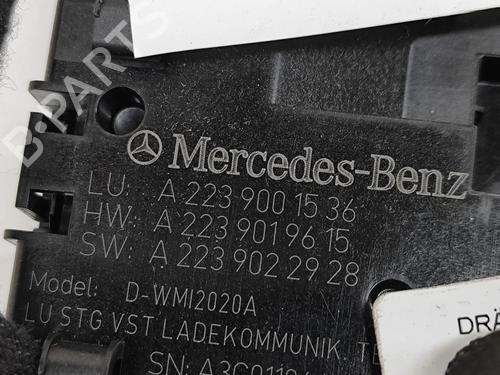 B-PARTS
Mercedes-Benz
LU: A 223 900 15 36
HW: A 223 901 96 15
SW: A 223 902 29 28
Model: D-WMI2020A
LU STG VST LADEKOMMUNIK.
SN: